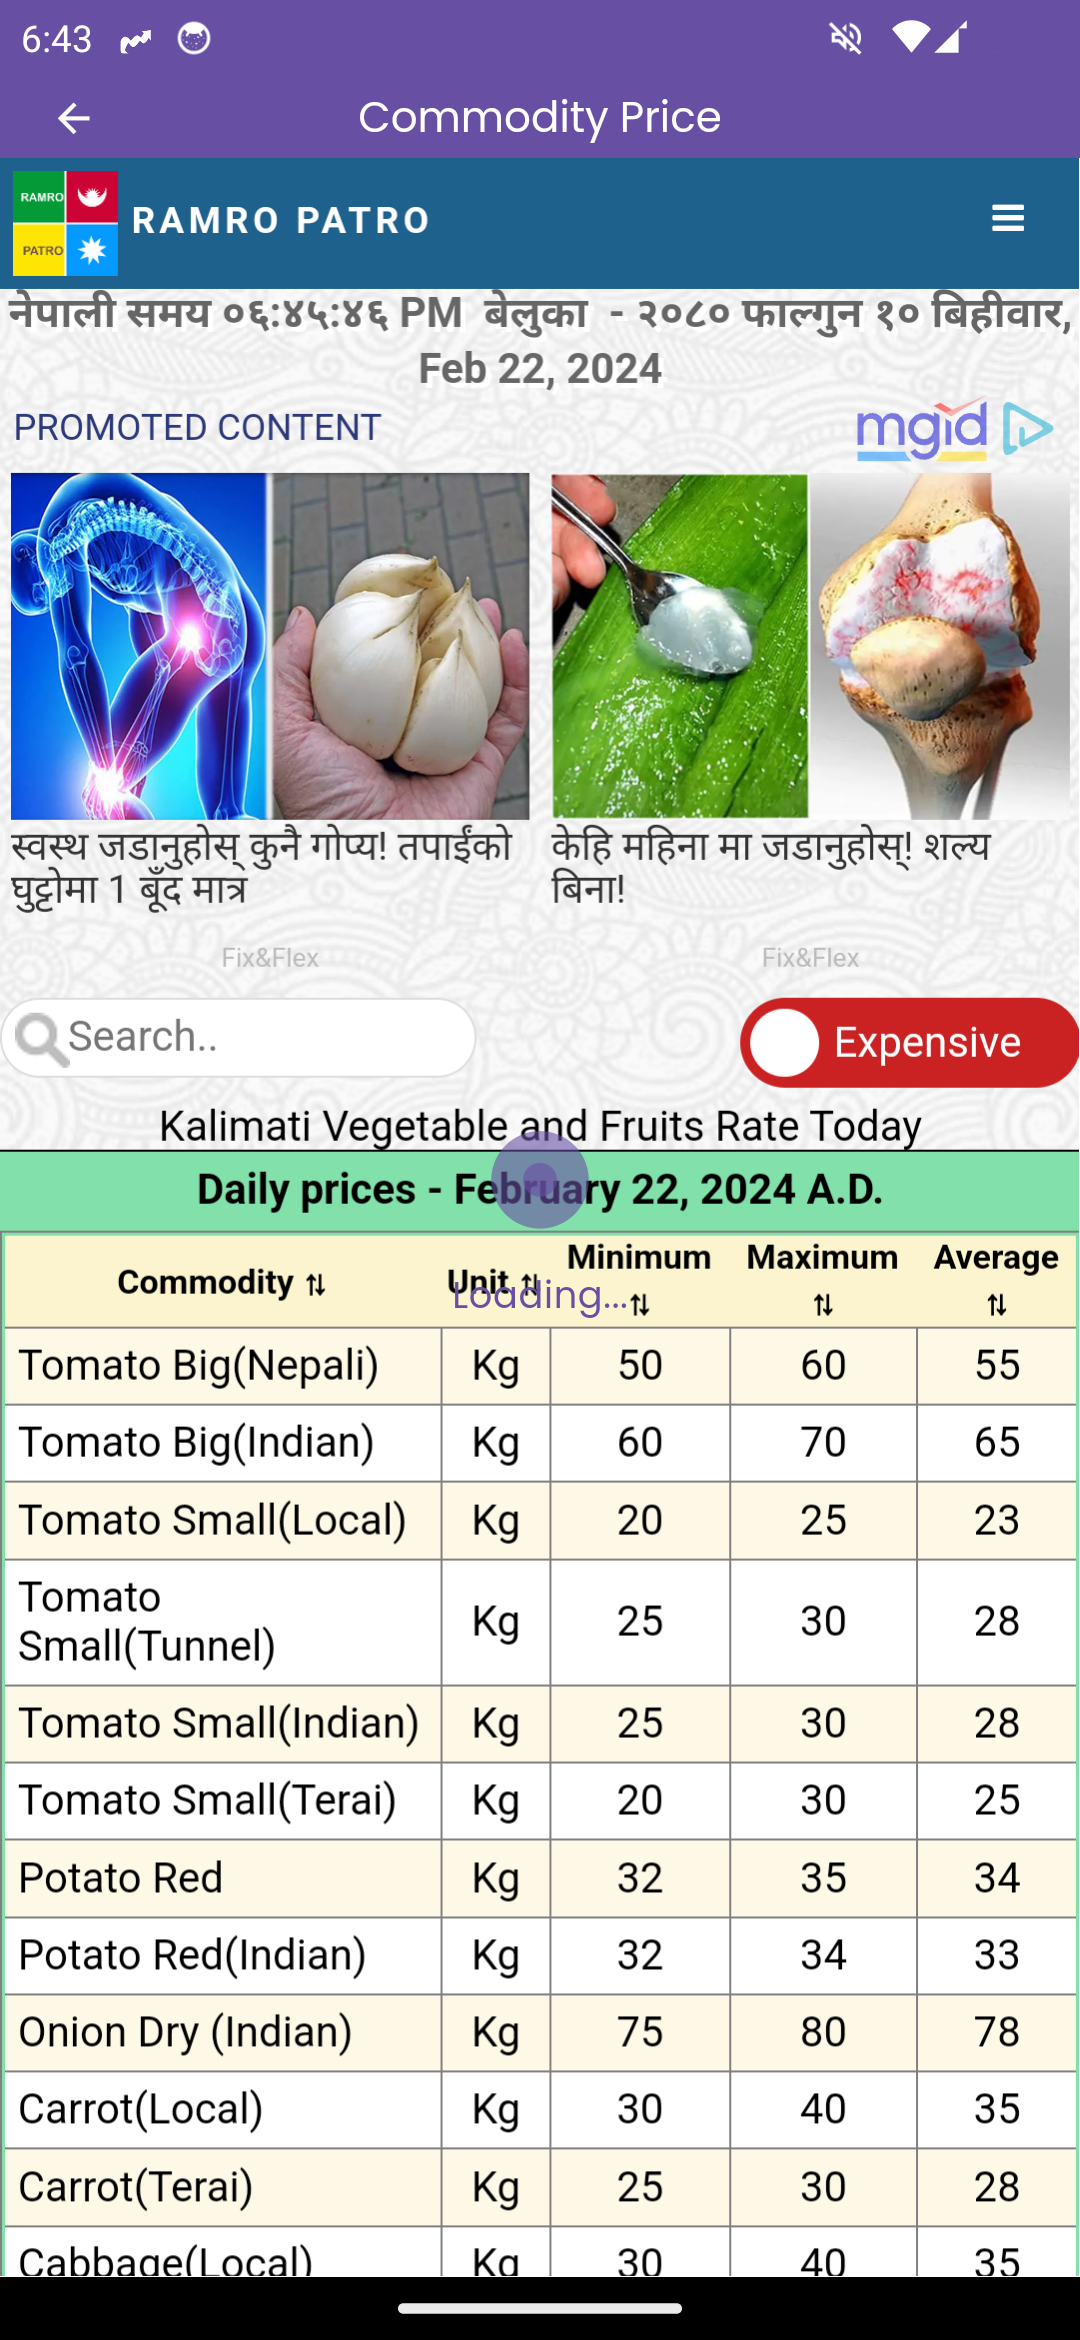 6:43
Commodity Price
RAMRO
PATRO
RAMRO PATRO
नेपाली समय ०६:४५:४६ PM बेलुका - २०८० फाल्गुन १० बिहीवार,
Feb 22, 2024
PROMOTED CONTENT
mgid
स्वस्थ जडानुहोस् कुनै गोप्य! तपाईंको
घुट्टोमा 1 बूँद मात्र
Fix&Flex
केहि महिना मा जडानुहोस्! शल्य
बिना!
Fix&Flex
Search..
Expensive
Kalimati Vegetable and Fruits Rate Today
Daily prices - February 22, 2024 A.D.
Commodity Unit Minimum Maximum Average
Loading...
Tomato Big(Nepali) Kg 50 60 55
Tomato Big(Indian) Kg 60 70 65
Tomato Small(Local) Kg 20 25 23
Tomato
Small(Tunnel) Kg 25 30 28
Tomato Small(Indian) Kg 25 30 28
Tomato Small(Terai) Kg 20 30 25
Potato Red Kg 32 35 34
Potato Red(Indian) Kg 32 34 33
Onion Dry (Indian) Kg 75 80 78
Carrot(Local) Kg 30 40 35
Carrot(Terai) Kg 25 30 28
Cabbage(Local) Kg 30 40 35